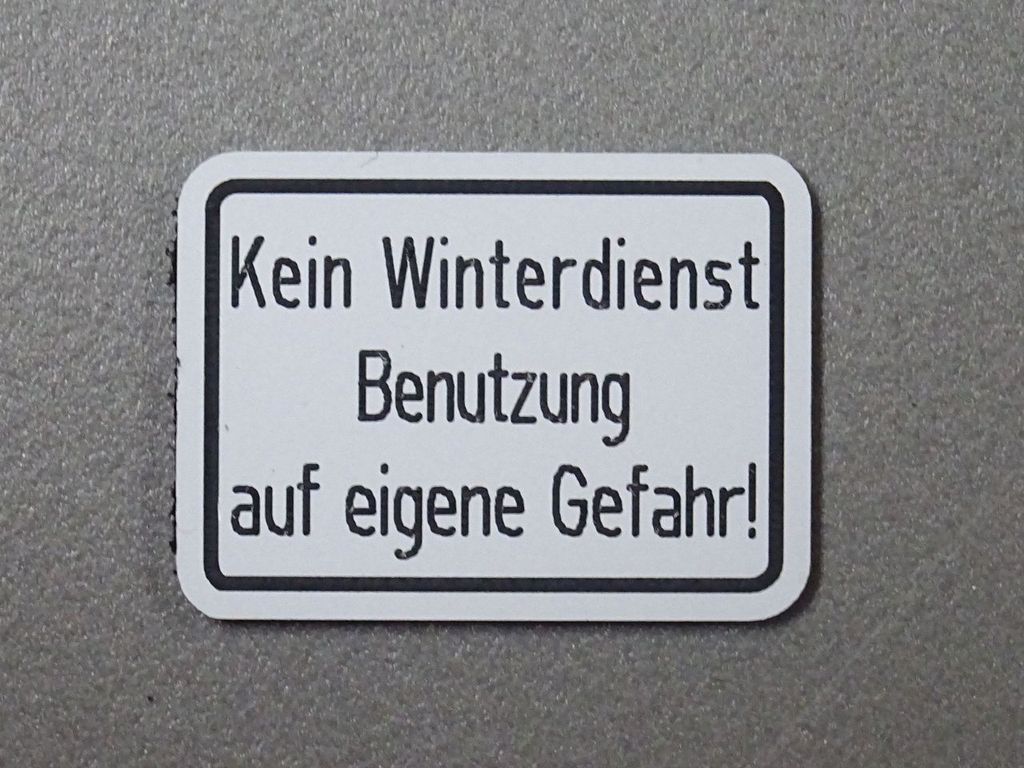 Kein Winterdienst
Benutzung
auf eigene Gefahr!